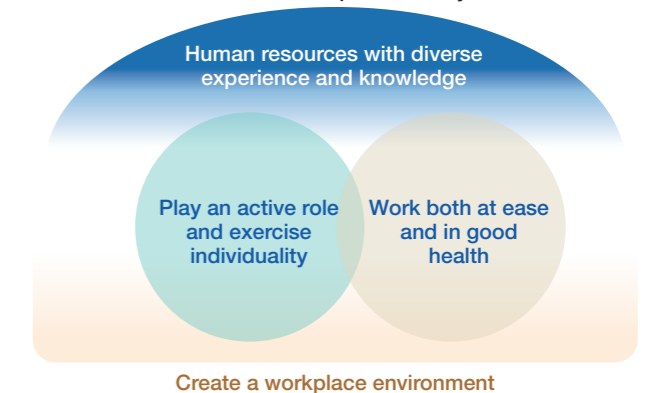 Human resources with diverse
experience and knowledge
Play an active role
and exercise
individuality
Work both at ease
and in good
health
Create a workplace environment